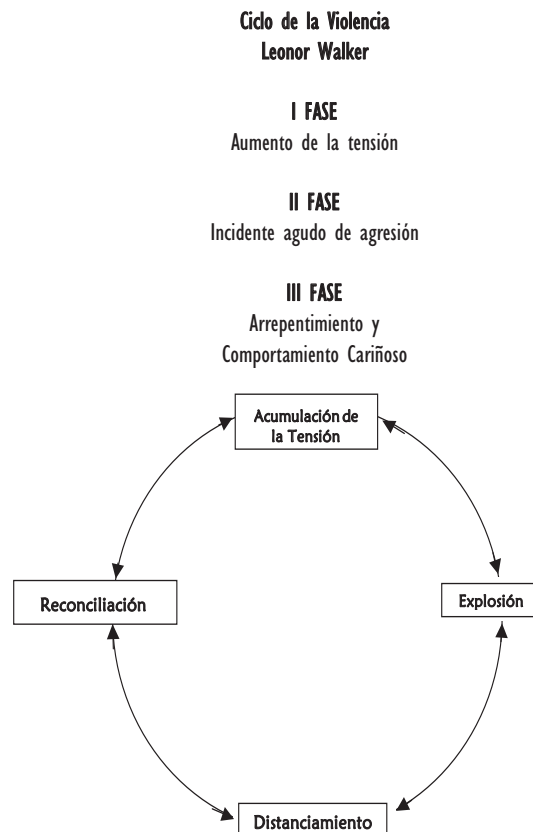 Ciclo de la Violencia
Leonor Walker
I FASE
Aumento de la tensión
II FASE
Incidente agudo de agresión
III FASE
Arrepentimiento y
Comportamiento Cariñoso
Acumulación de
la Tensión
Reconciliación
Explosión
Distanciamiento